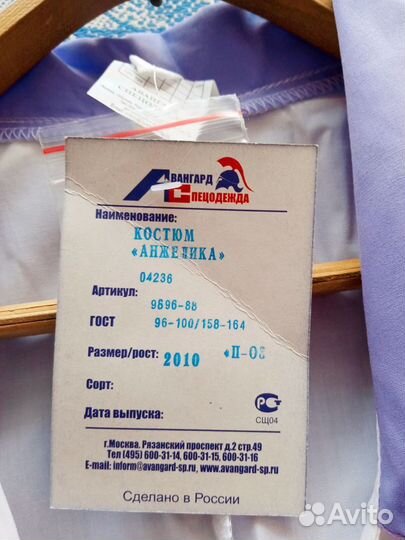 АВАНГАРД
СПЕЦОДЕЖДА
Наименование:
КОСТЮМ
«АНЖЕЛИКА»
04236
Артикул:
9696-88
ГОСТ
96-100/158-164
Размер/рост: 2010 «П-ОЗ
Сорт:
Дата выпуска:
СЩ04
г.Москва. Рязанский проспект д.2 стр.49
Тел (495) 600-31-14, 600-31-15, 600-31-16
E-mail: inform@avangard-sp.ru, www.avangard-sp.ru
Сделано в России
Avito